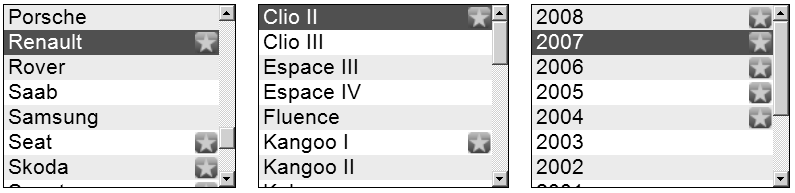 Porsche
Renault
Rover
Saab
Samsung
Seat
Skoda
Clio II
Clio III
Espace III
Espace IV
Fluence
Kangoo I
Kangoo II
2008
2007
2006
2005
2004
2003
2002
2001